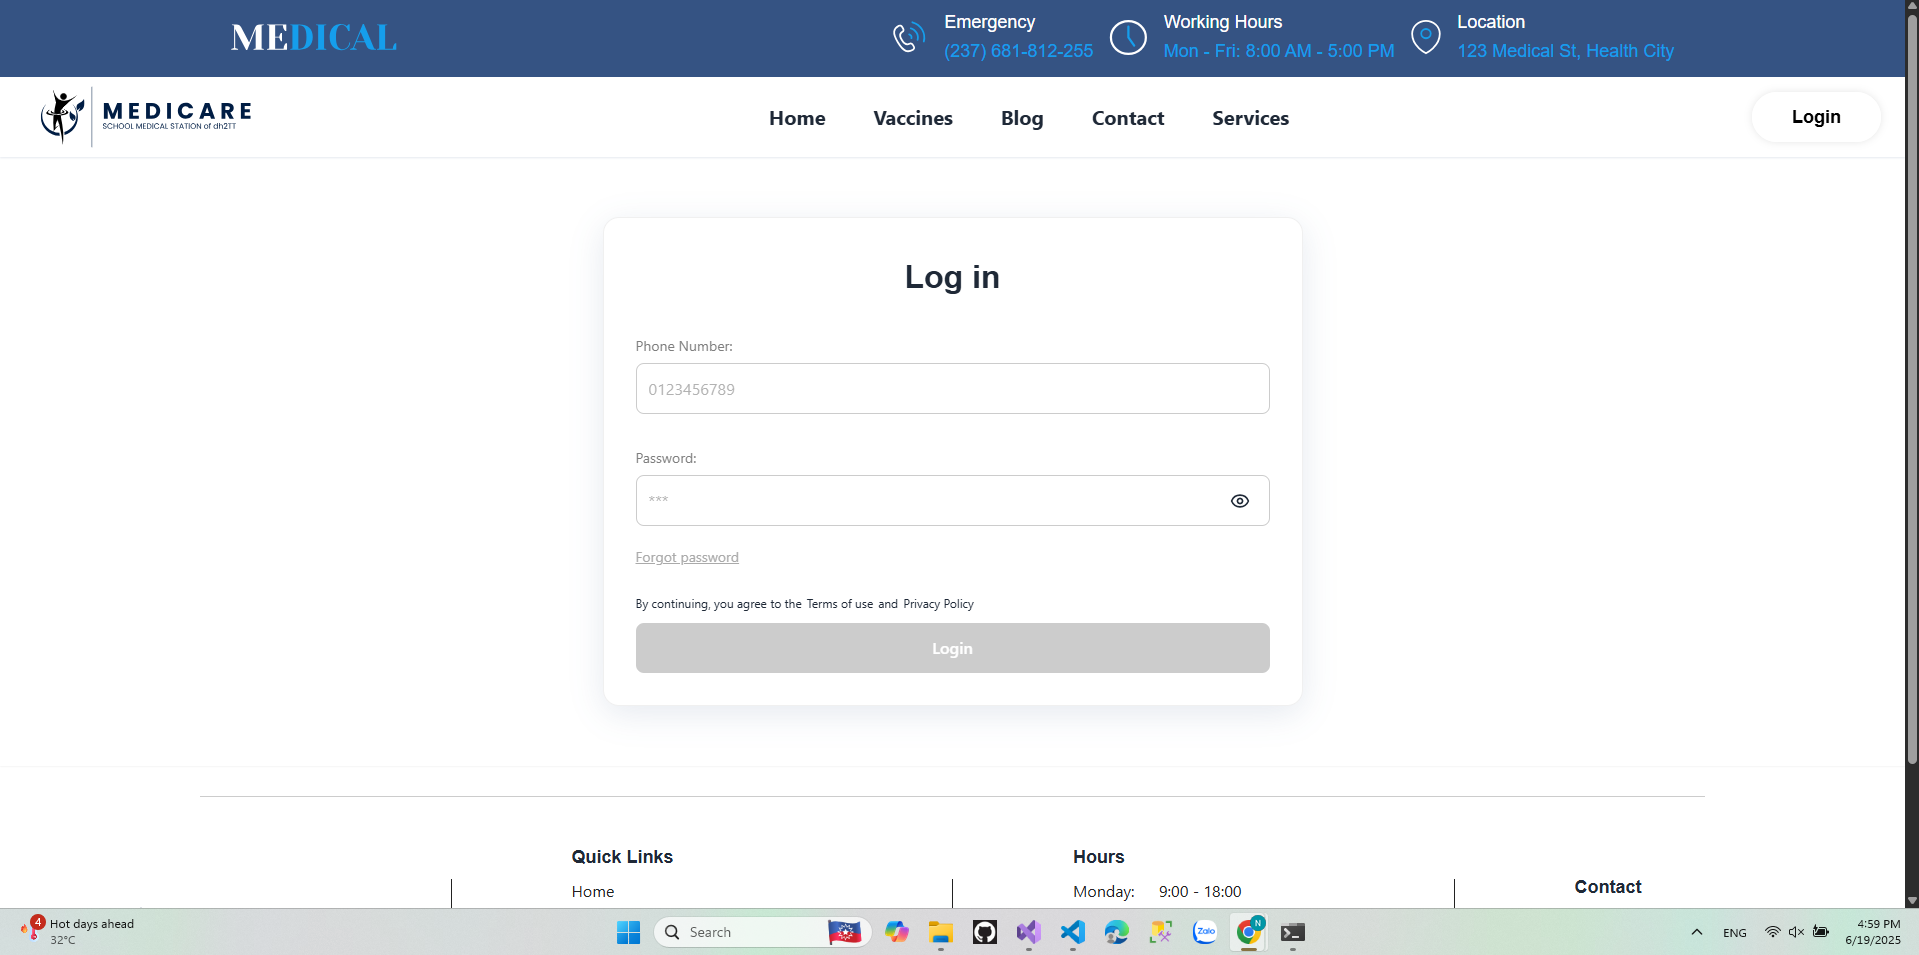 MEDICAL
Emergency
(237) 681-812-255
Working Hours
Mon - Fri: 8:00 AM - 5:00 PM
Location
123 Medical St, Health City
MEDICARE
SCHOOL MEDICAL STATION of dh2TT
Home
Vaccines
Blog
Contact
Services
Login
Log in
Phone Number:
0123456789
Password:
***
Forgot password
By continuing, you agree to the Terms of use and Privacy Policy
Login
Quick Links
Home
Hours
Monday: 9:00 - 18:00
Contact
4
Hot days ahead
32°C
Search
Zalo
N
ENG
4:59 PM
6/19/2025